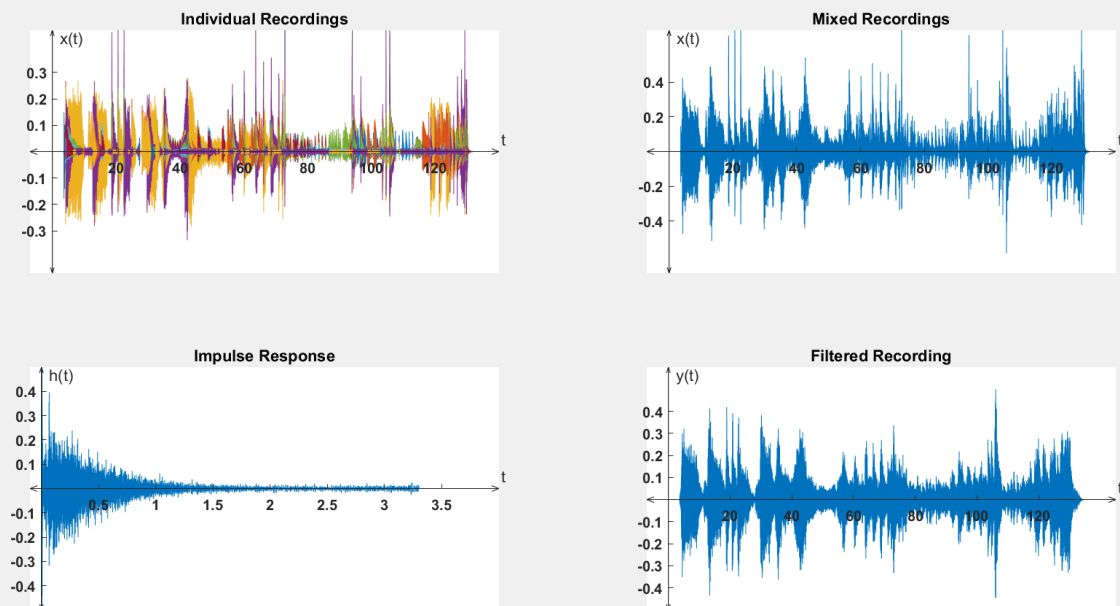 Individual Recordings
x(t)
0.3
0.2
0.1
t
20 40 60 80 100 120
-0.1
-0.2
-0.3
Mixed Recordings
x(t)
0.4
0.2
t
20 40 60 80 100 120
-0.2
-0.4
Impulse Response
h(t)
0.4
0.3
0.2
0.1
t
0.5 1 1.5 2 2.5 3 3.5
-0.1
-0.2
-0.3
-0.4
Filtered Recording
y(t)
0.4
0.3
0.2
0.1
t
20 40 60 80 100 120
-0.1
-0.2
-0.3
-0.4